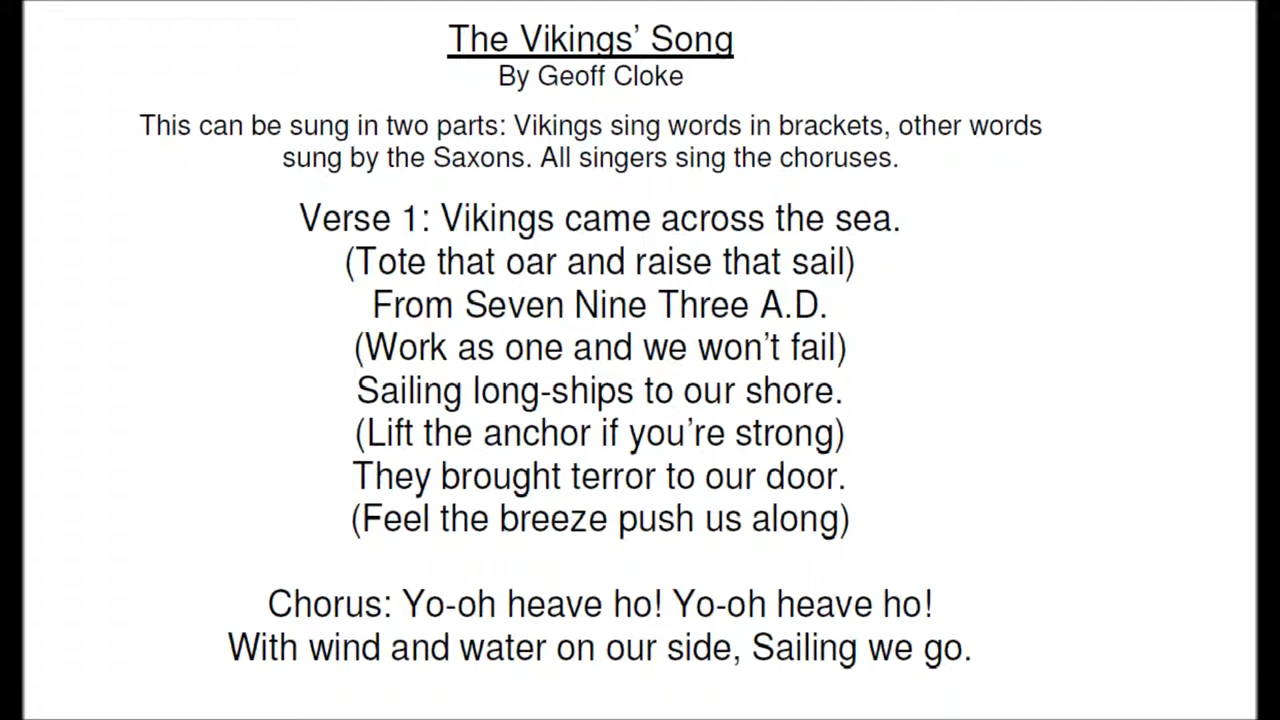 The Vikings’ Song
By Geoff Cloke
This can be sung in two parts: Vikings sing words in brackets, other words
sung by the Saxons. All singers sing the choruses.
Verse 1: Vikings came across the sea.
(Tote that oar and raise that sail)
From Seven Nine Three A.D.
(Work as one and we won’t fail)
Sailing long-ships to our shore.
(Lift the anchor if you’re strong)
They brought terror to our door.
(Feel the breeze push us along)
Chorus: Yo-oh heave ho! Yo-oh heave ho!
With wind and water on our side, Sailing we go.